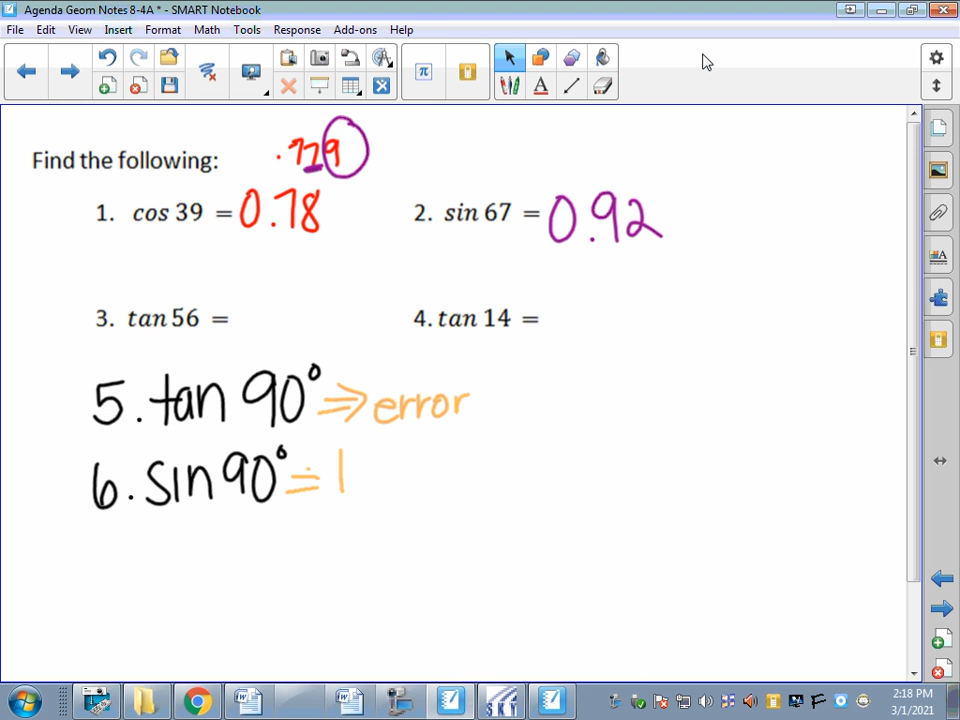 Agenda Geom Notes 8-4A * - SMART Notebook
File Edit View Insert Format Math Tools Response Add-ons Help
.779
Find the following:
1. cos 39 = 0.78 2. sin 67 = 0.92
3. tan 56 = 4. tan 14 =
5. tan 90° ⇒ error
6. sin 90° = 1
2:18 PM
3/1/2021